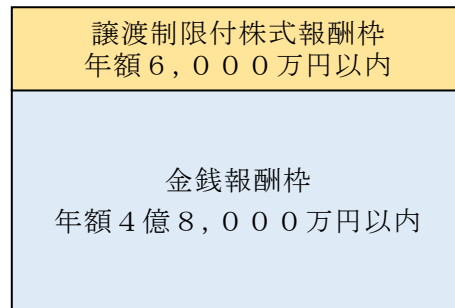 譲渡制限付株式報酬枠
年額６,０００万円以内
金銭報酬枠
年額４億８,０００万円以内